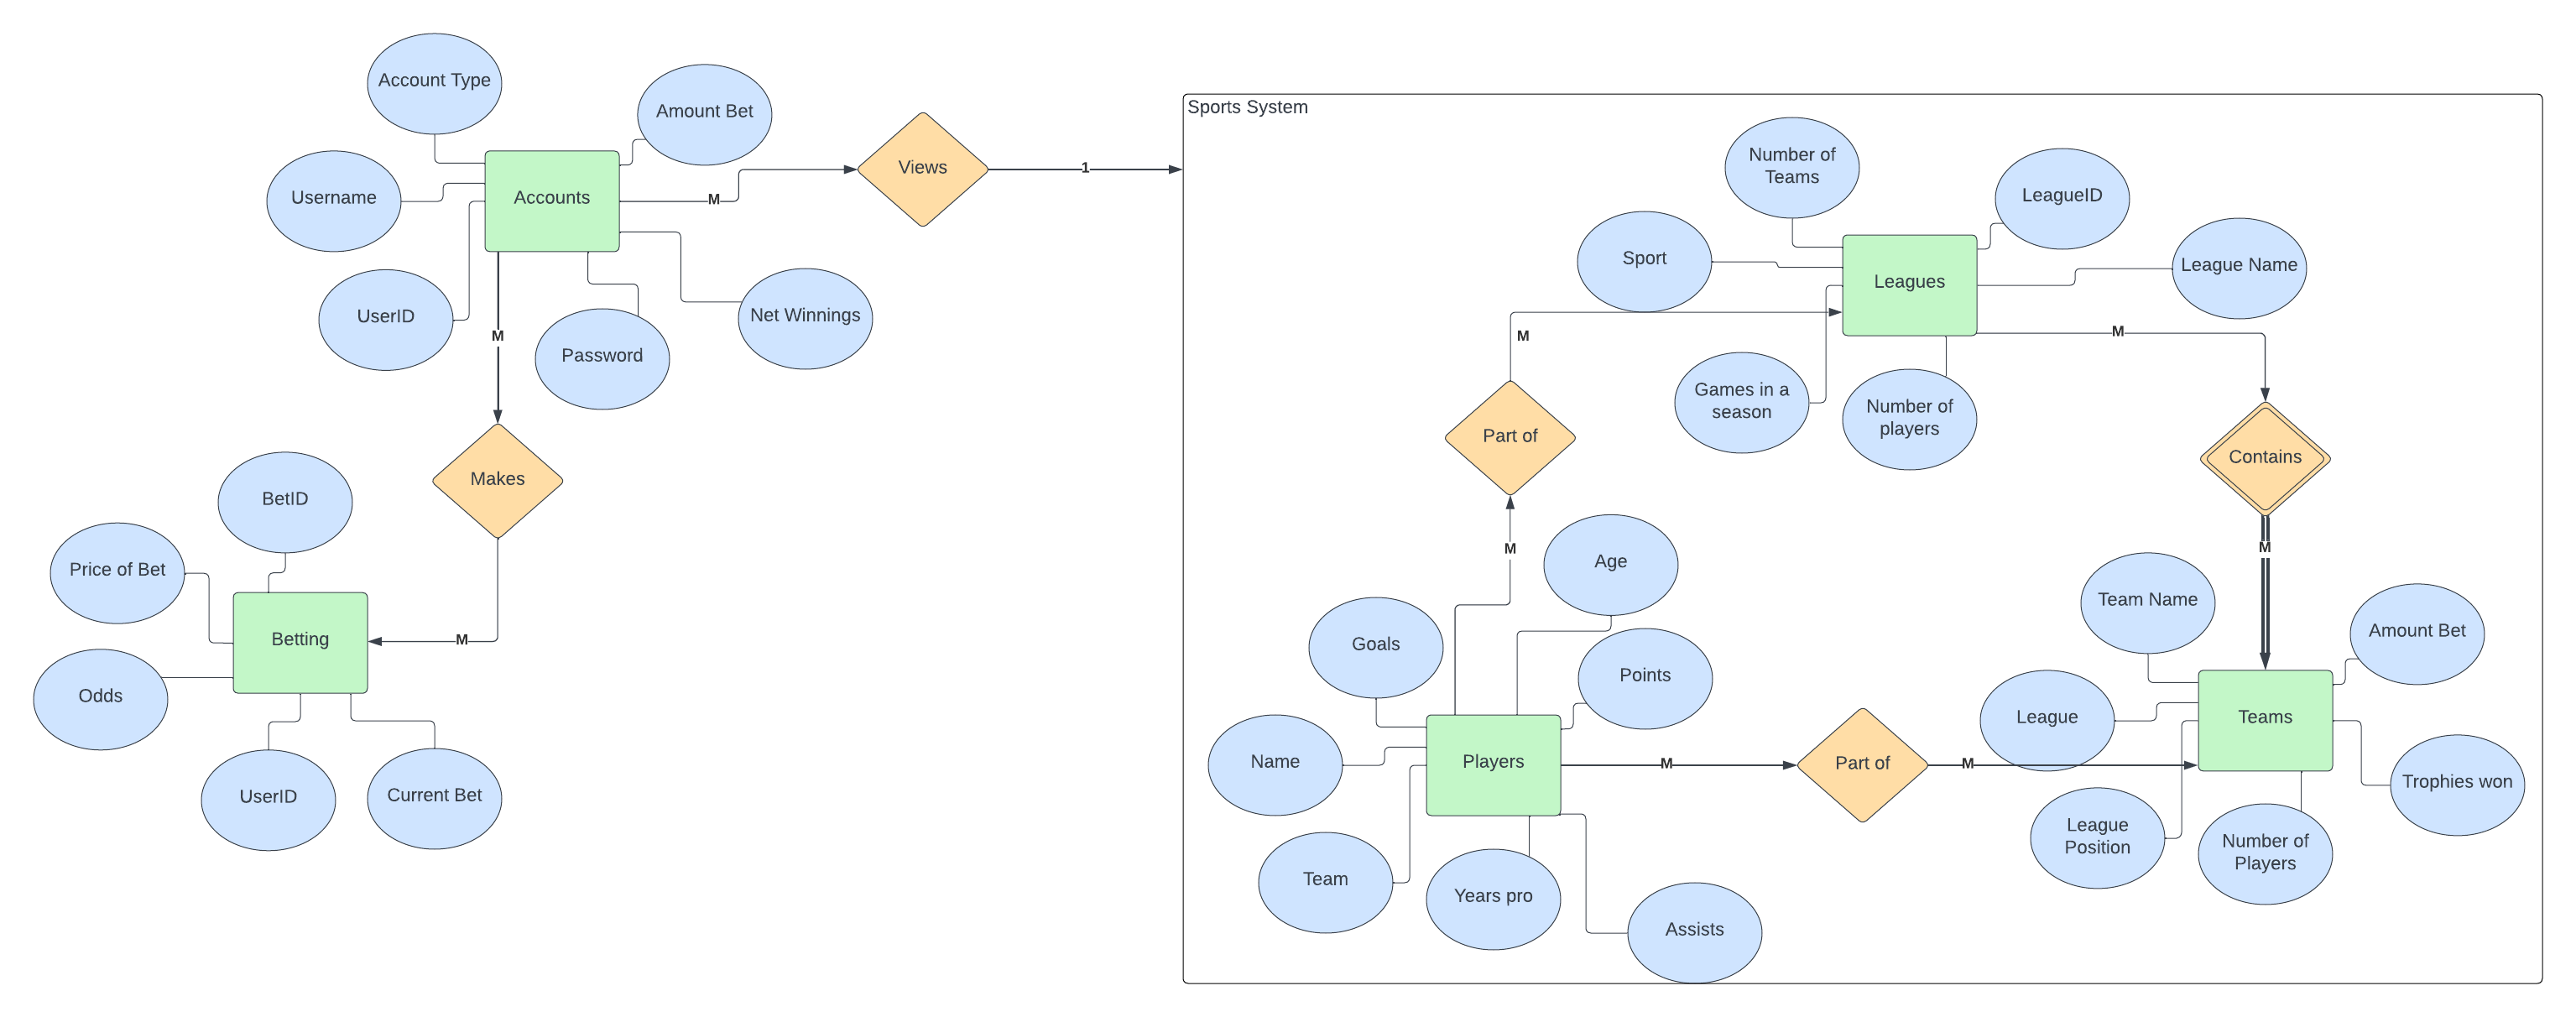 Account Type
Amount Bet
Username
Accounts
Views
1
M
UserID
M
Password
Net Winnings
Makes
BetID
Price of Bet
Betting
M
Odds
UserID
Current Bet
Sports System
Number of
Teams
LeagueID
Sport
Leagues
League Name
M
M
Games in a
season
Number of
players
Part of
Contains
M
M
Age
Goals
Points
Team Name
Amount Bet
Name
Players
M
Part of
M
League
Teams
Team
Years pro
Assists
League
Position
Number of
Players
Trophies won